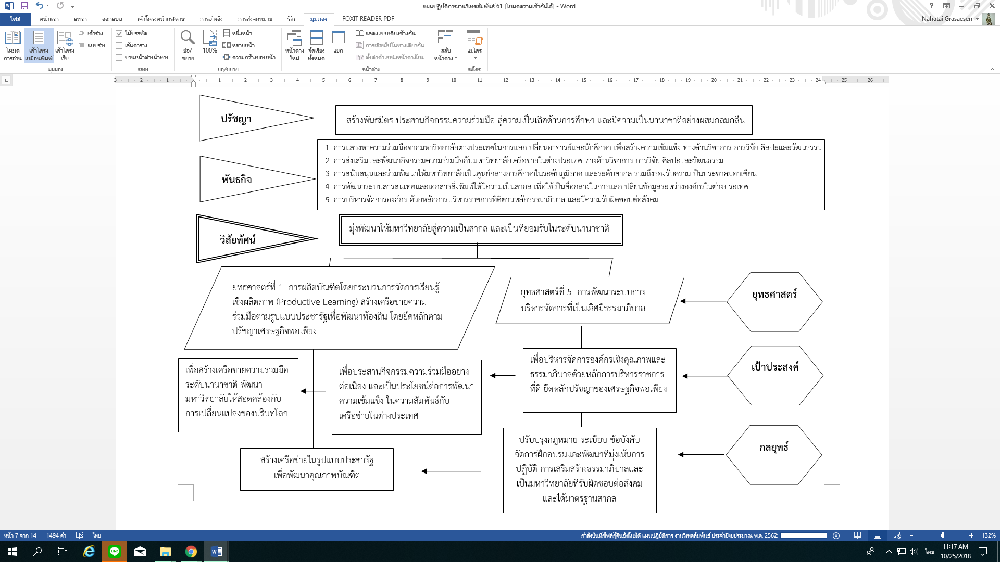 แผนปฏิบัติการงานวิเทศสัมพันธ์ 61 [โหมดความเข้ากันได้] - Word
ไฟล์ หน้าแรก แทรก ออกแบบ เค้าโครงหน้ากระดาษ การอ้างอิง การส่งจดหมาย รีวิว มุมมอง FOXIT READER PDF
Nahatai Grasaesen
โหมดการอ่าน
เค้าโครงเหมือนพิมพ์
เค้าโครงเว็บ
เค้าร่าง
แบบร่าง
มุมมอง
ไม้บรรทัด
เส้นตาราง
บานหน้าต่างนำทาง
แสดง
ย่อ/ขยาย
100%
หนึ่งหน้า
หลายหน้า
ความกว้างของหน้า
ย่อ/ขยาย
หน้าต่างใหม่
จัดเรียงทั้งหมด
แยก
แสดงแบบเคียงข้างกัน
การเลื่อนไปในทางเดียวกัน
ตั้งค่าตำแหน่งหน้าต่างใหม่
สลับหน้าต่าง
หน้าต่าง
แมโคร
แมโคร
3 2 1 1 2 3 4 5 6 7 8 9 10 11 12 13 14 15 16 17 18 19 20 21 22 23 24 25 26
ปรัชญา
สร้างพันธมิตร ประสานกิจกรรมความร่วมมือ สู่ความเป็นเลิศด้านการศึกษา และมีความเป็นนานาชาติอย่างผสมกลมกลืน
พันธกิจ
1. การแสวงหาความร่วมมือจากมหาวิทยาลัยต่างประเทศในการแลกเปลี่ยนอาจารย์และนักศึกษา เพื่อสร้างความเข้มแข็ง ทางด้านวิชาการ การวิจัย ศิลปะและวัฒนธรรม
2. การส่งเสริมและพัฒนากิจกรรมความร่วมมือกับมหาวิทยาลัยเครือข่ายในต่างประเทศ ทางด้านวิชาการ การวิจัย ศิลปะและวัฒนธรรม
3. การสนับสนุนและร่วมพัฒนาให้มหาวิทยาลัยเป็นศูนย์กลางการศึกษาในระดับภูมิภาค และระดับสากล รวมถึงรองรับความเป็นประชาคมอาเซียน
4. การพัฒนาระบบสารสนเทศและเอกสารสิ่งพิมพ์ให้มีความเป็นสากล เพื่อใช้เป็นสื่อกลางในการแลกเปลี่ยนข้อมูลระหว่างองค์กรในต่างประเทศ
5. การบริหารจัดการองค์กร ด้วยหลักการบริหารราชการที่ดีตามหลักธรรมาภิบาล และมีความรับผิดชอบต่อสังคม
วิสัยทัศน์
มุ่งพัฒนาให้มหาวิทยาลัยสู่ความเป็นสากล และเป็นที่ยอมรับในระดับนานาชาติ
ยุทธศาสตร์ที่ 1 การผลิตบัณฑิตโดยกระบวนการจัดการเรียนรู้
เชิงผลิตภาพ (Productive Learning) สร้างเครือข่ายความ
ร่วมมือตามรูปแบบประชารัฐเพื่อพัฒนาท้องถิ่น โดยยึดหลักตาม
ปรัชญาเศรษฐกิจพอเพียง
ยุทธศาสตร์ที่ 5 การพัฒนาระบบการ
บริหารจัดการที่เป็นเลิศมีธรรมาภิบาล
ยุทธศาสตร์
เพื่อสร้างเครือข่ายความร่วมมือ
ระดับนานาชาติ พัฒนา
มหาวิทยาลัยให้สอดคล้องกับ
การเปลี่ยนแปลงของบริบทโลก
เพื่อประสานกิจกรรมความร่วมมืออย่าง
ต่อเนื่อง และเป็นประโยชน์ต่อการพัฒนา
ความเข้มแข็ง ในความสัมพันธ์กับ
เครือข่ายในต่างประเทศ
เพื่อบริหารจัดการองค์กรเชิงคุณภาพและ
ธรรมาภิบาลด้วยหลักการบริหารราชการ
ที่ดี ยึดหลักปรัชญาของเศรษฐกิจพอเพียง
เป้าประสงค์
สร้างเครือข่ายในรูปแบบประชารัฐ
เพื่อพัฒนาคุณภาพบัณฑิต
ปรับปรุงกฎหมาย ระเบียบ ข้อบังคับ
จัดการฝึกอบรมและพัฒนาที่มุ่งเน้นการ
ปฏิบัติ การเสริมสร้างธรรมาภิบาลและ
เป็นมหาวิทยาลัยที่รับผิดชอบต่อสังคม
และได้มาตรฐานสากล
กลยุทธ์
หน้า 7 จาก 14 1494 คำ ไทย
กำลังบันทึกไฟล์กู้คืนอัตโนมัติ แผนปฏิบัติการ งานวิเทศสัมพันธ์ ประจำปีงบประมาณ พ.ศ. 2562:
132%
LINE
ไทย
11:17 AM
10/25/2018